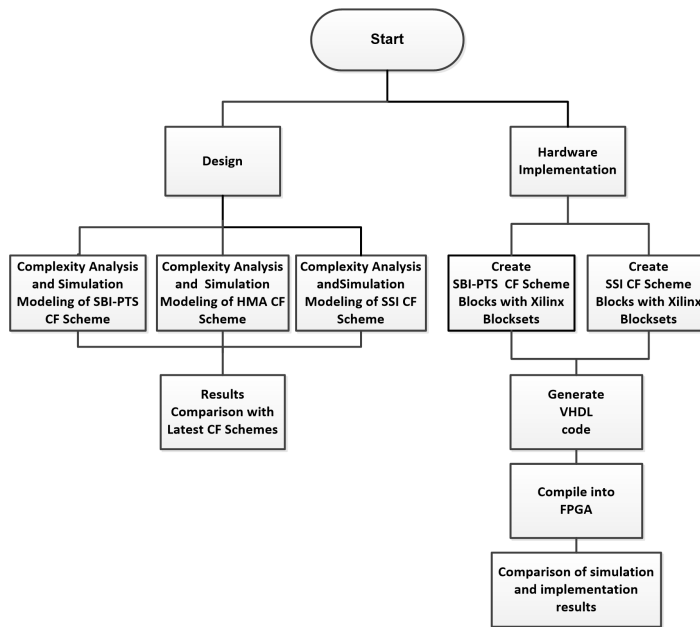 Start
Design
Hardware
Implementation
Complexity Analysis
and Simulation
Modeling of SBI-PTS
CF Scheme
Complexity Analysis
and Simulation
Modeling of HMA CF
Scheme
Complexity Analysis
andSimulation
Modeling of SSI CF
Scheme
Create
SBI-PTS CF Scheme
Blocks with Xilinx
Blocksets
Create
SSI CF Scheme
Blocks with Xilinx
Blocksets
Results
Comparison with
Latest CF Schemes
Generate
VHDL
code
Compile into
FPGA
Comparison of simulation
and implementation
results